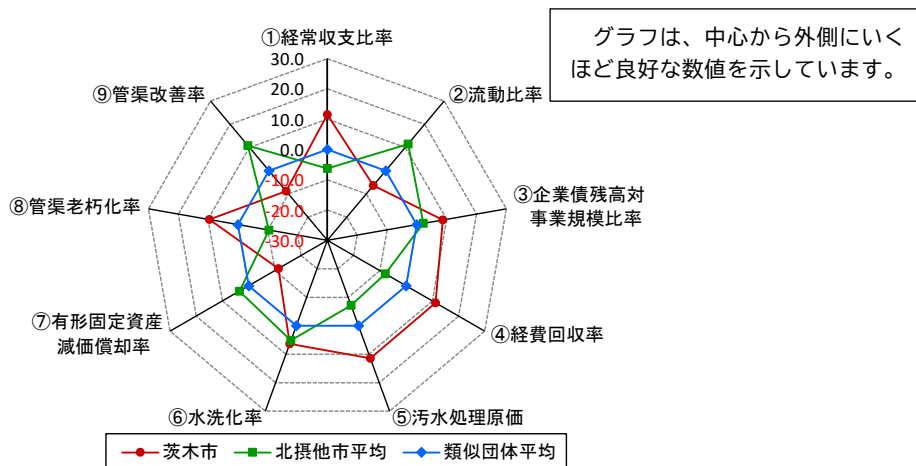 グラフは、中心から外側にいく
ほど良好な数値を示しています。
①経常収支比率
②流動比率
③企業債残高対
事業規模比率
④経費回収率
⑤汚水処理原価
⑥水洗化率
⑦有形固定資産
減価償却率
⑧管渠老朽化率
⑨管渠改善率
30.0
20.0
10.0
0.0
-10.0
-20.0
-30.0
茨木市 北摂他市平均 類似団体平均